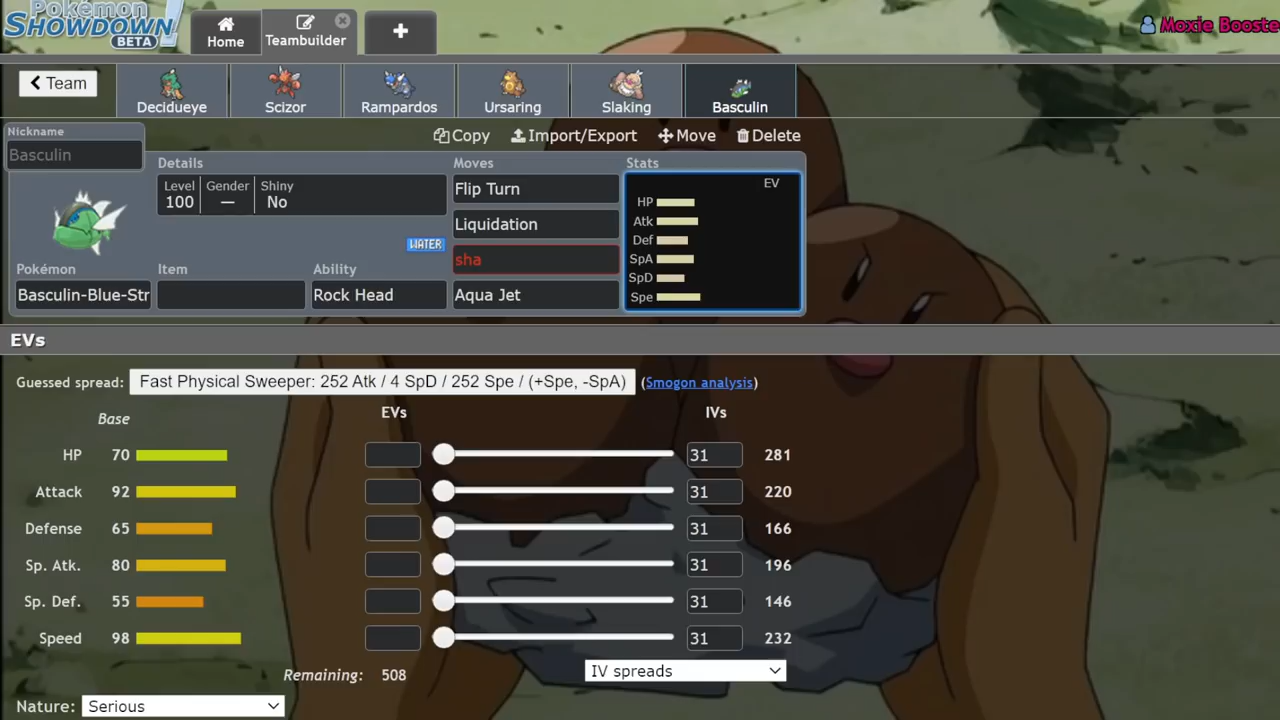 Pokémon
SHOWDOWN!
BETA
Home
Teambuilder
Moxie Booste
Team
Decidueye
Scizor
Rampardos
Ursaring
Slaking
Basculin
Nickname
Basculin
Copy
Import/Export
Move
Delete
Details
Moves
Stats
Level
100
Gender
—
Shiny
No
WATER
Pokémon
Basculin-Blue-Str
Item
Ability
Rock Head
Flip Turn
Liquidation
sha
Aqua Jet
EV
HP
Atk
Def
SpA
SpD
Spe
EVs
Guessed spread: Fast Physical Sweeper: 252 Atk / 4 SpD / 252 Spe / (+Spe, -SpA) (Smogon analysis)
Base EVs IVs
HP 70 31 281
Attack 92 31 220
Defense 65 31 166
Sp. Atk. 80 31 196
Sp. Def. 55 31 146
Speed 98 31 232
Remaining: 508 IV spreads
Nature: Serious